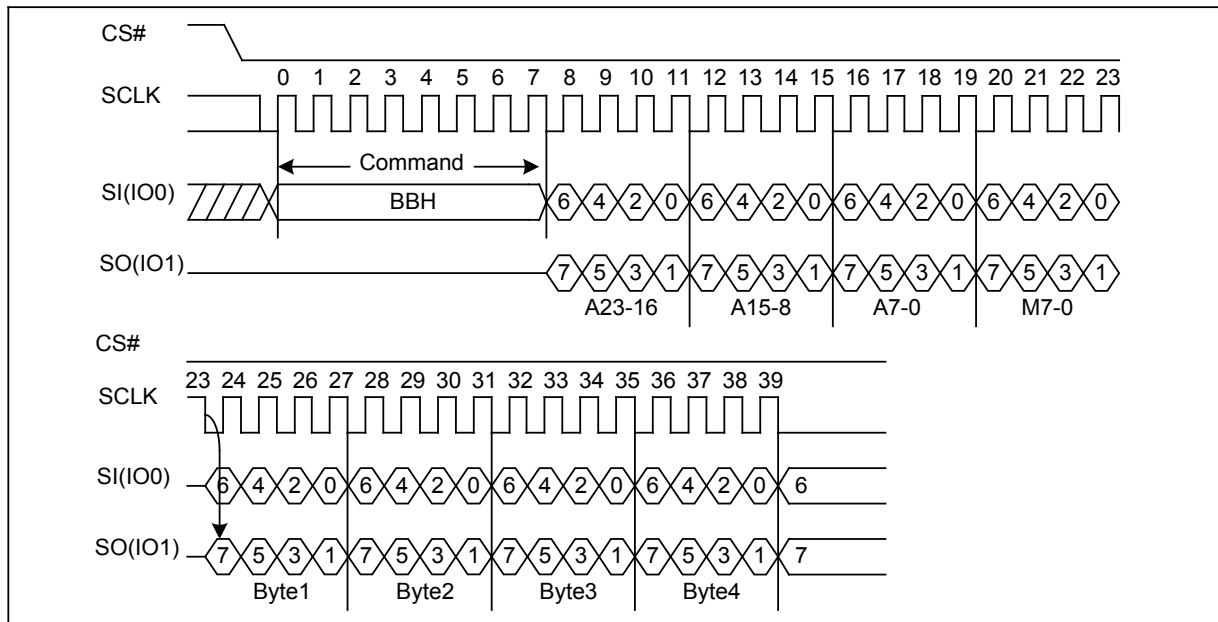 CS#
0 1 2 3 4 5 6 7 8 9 10 11 12 13 14 15 16 17 18 19 20 21 22 23
SCLK
Command
SI(IO0) BBH 6 4 2 0 6 4 2 0 6 4 2 0 6 4 2 0
SO(IO1) 7 5 3 1 7 5 3 1 7 5 3 1 7 5 3 1
A23-16 A15-8 A7-0 M7-0
CS#
23 24 25 26 27 28 29 30 31 32 33 34 35 36 37 38 39
SCLK
SI(IO0) 6 4 2 0 6 4 2 0 6 4 2 0 6 4 2 0 6
SO(IO1) 7 5 3 1 7 5 3 1 7 5 3 1 7 5 3 1 7
Byte1 Byte2 Byte3 Byte4